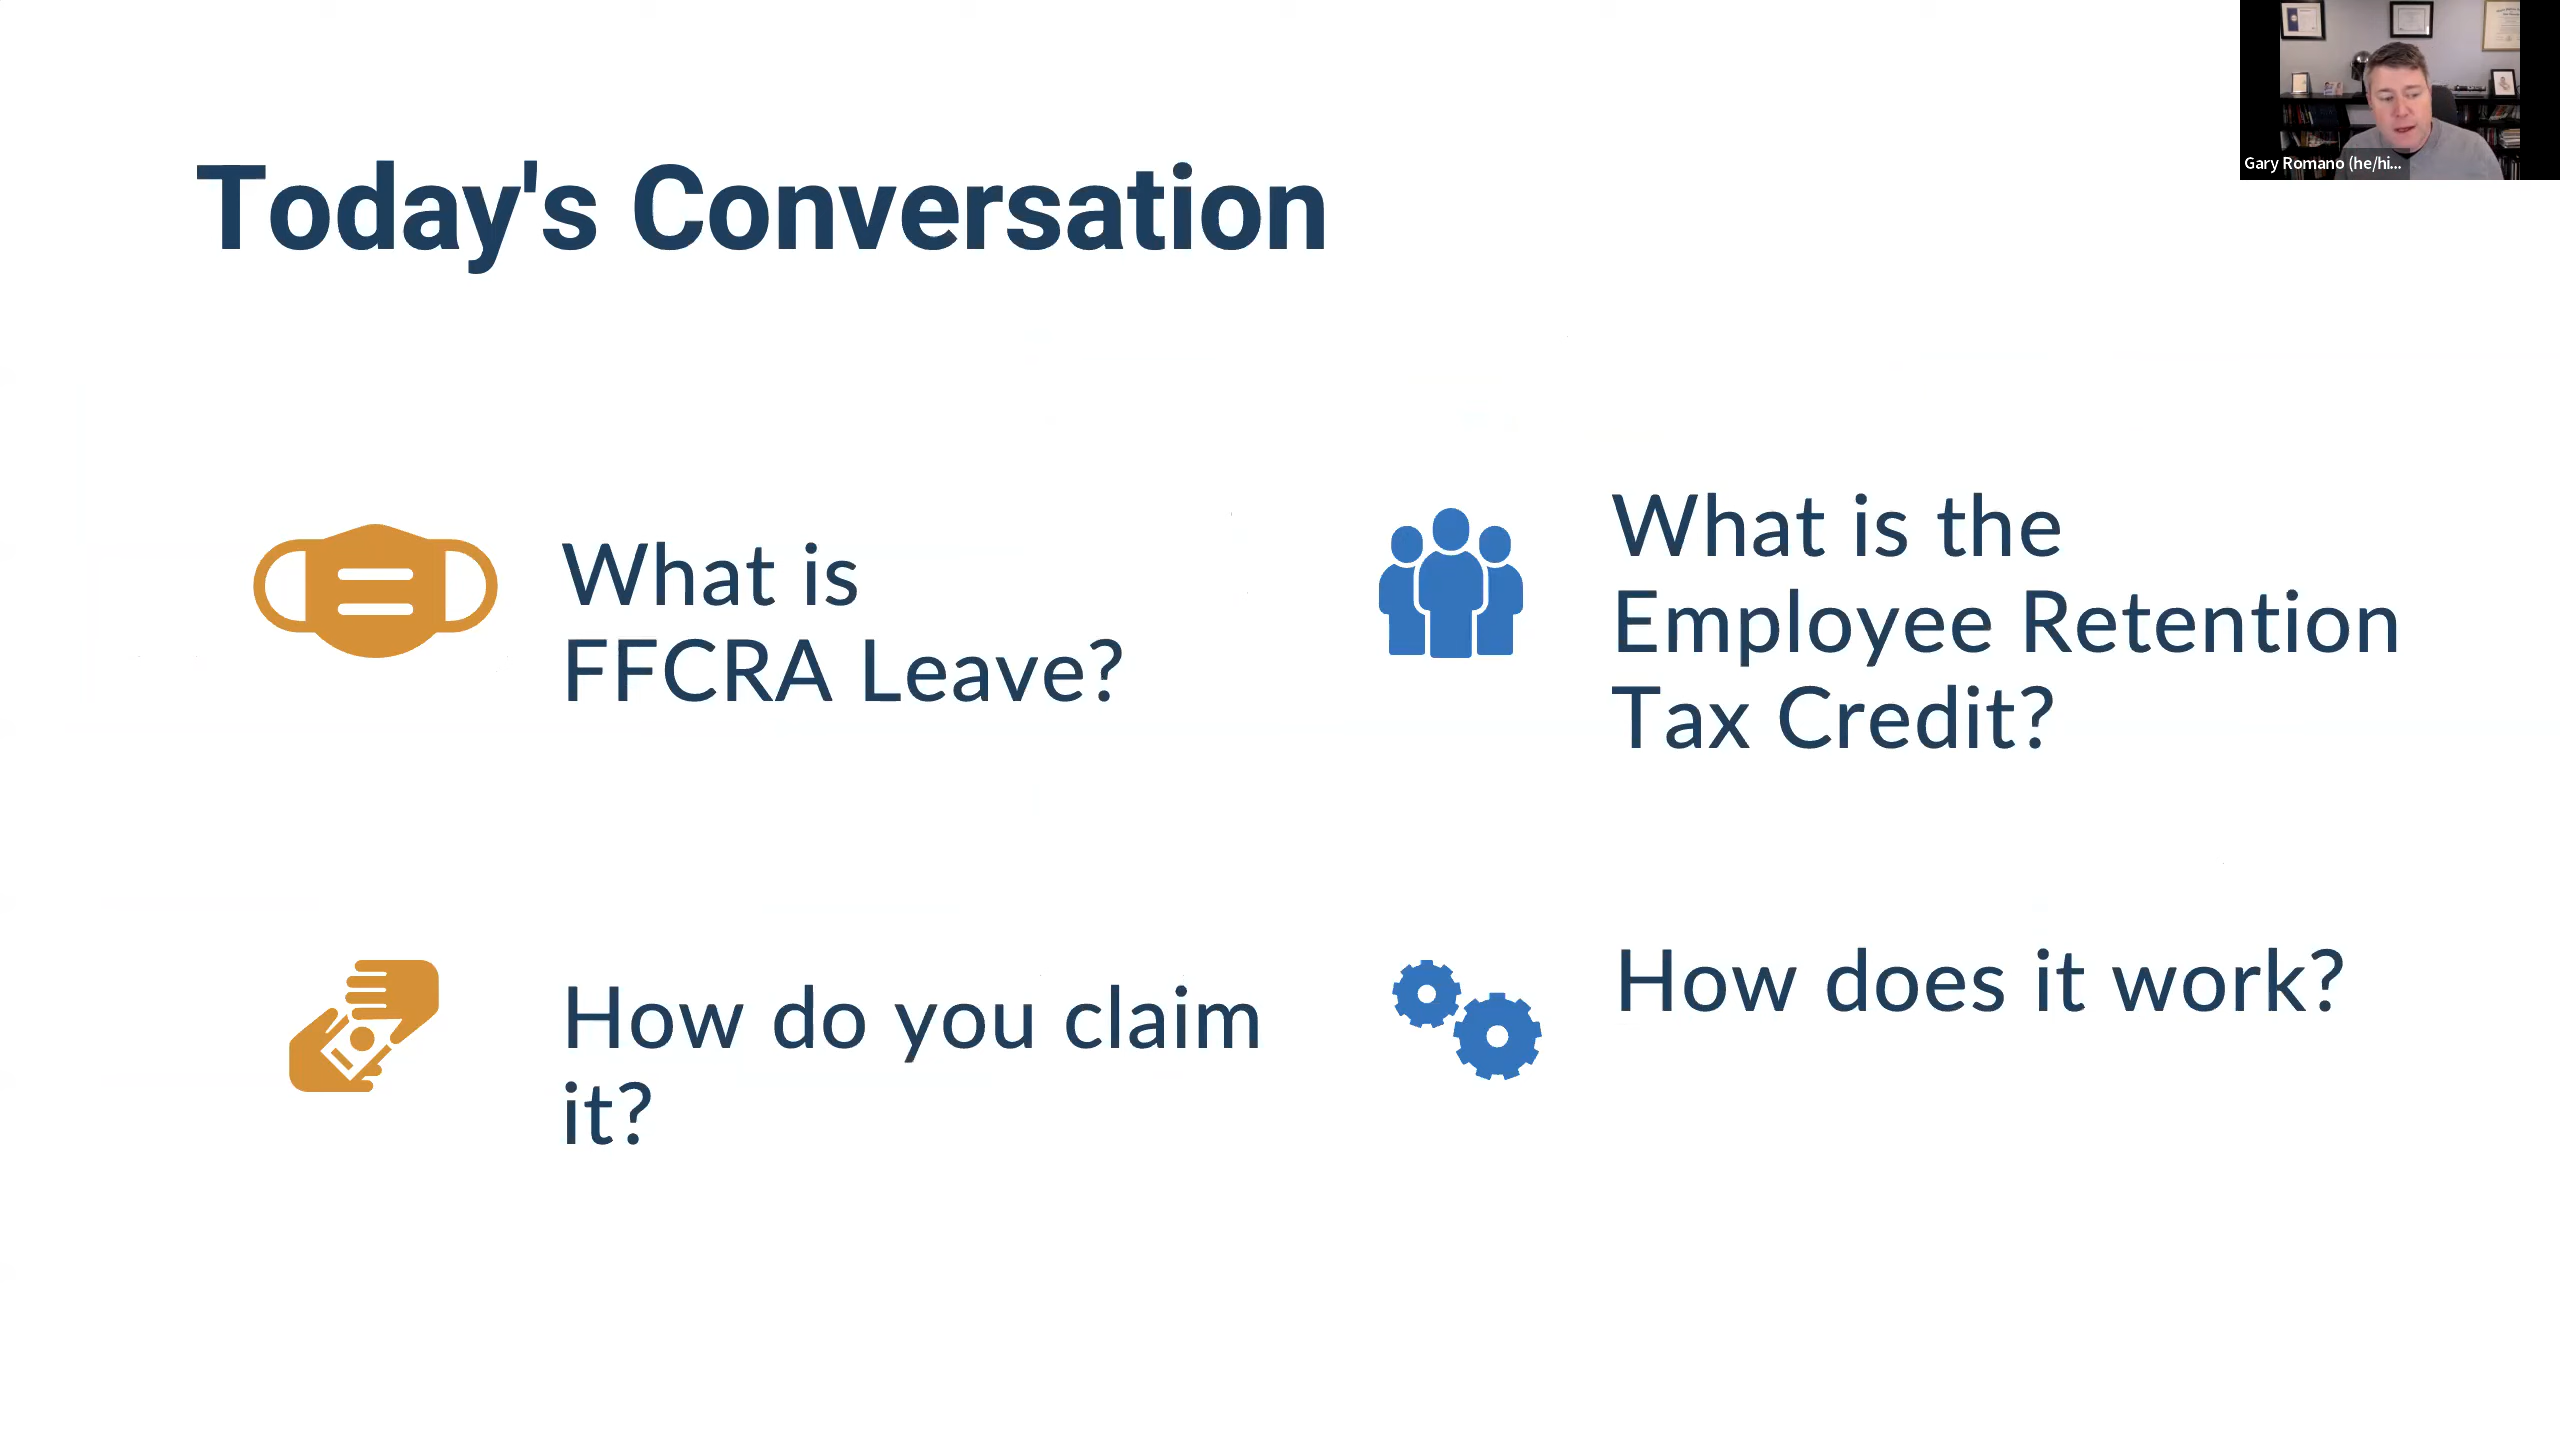 Today's Conversation
Gary Romano (he/hi...
What is
FFCRA Leave?
What is the
Employee Retention
Tax Credit?
How do you claim
it?
How does it work?